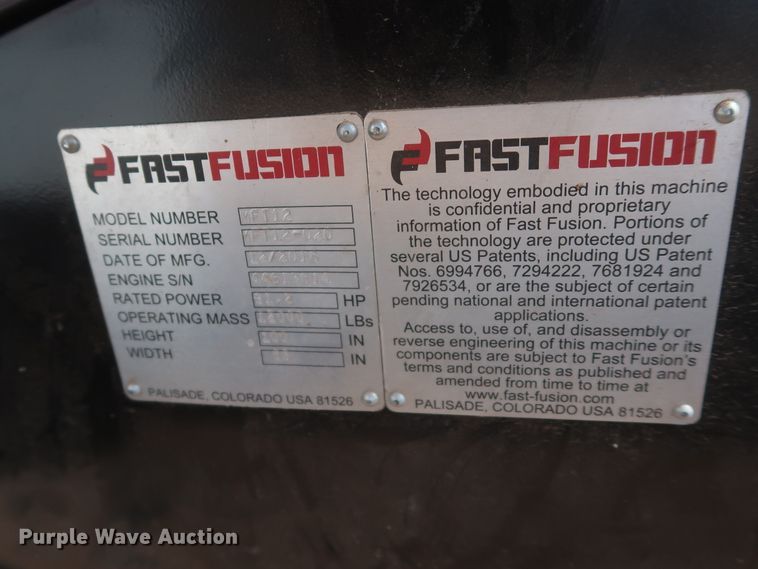 FASTFUSION
MODEL NUMBER MFT12
SERIAL NUMBER
DATE OF MFG.
ENGINE S/N
RATED POWER HP
OPERATING MASS LBs
HEIGHT IN
WIDTH IN
PALISADE, COLORADO USA 81526
FASTFUSION
The technology embodied in this machine
is confidential and proprietary
information of Fast Fusion. Portions of
the technology are protected under
several US Patents, including US Patent
Nos. 6994766, 7294222, 7681924 and
7926534, or are the subject of certain
pending national and international patent
applications.
Access to, use of, and disassembly or
reverse engineering of this machine or its
components are subject to Fast Fusion's
terms and conditions as published and
amended from time to time at
www.fast-fusion.com
PALISADE, COLORADO USA 81526
Purple Wave Auction